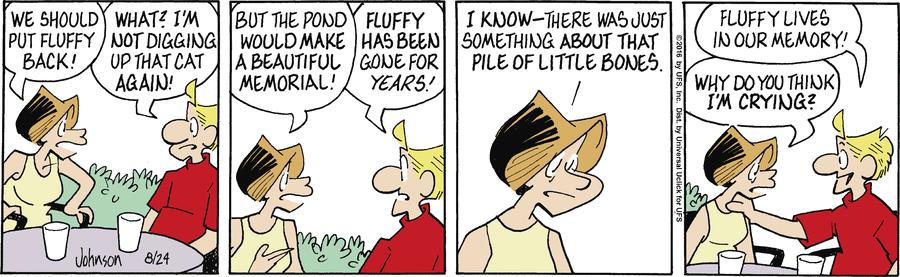 WE SHOULD
PUT FLUFFY
BACK!
WHAT? I'M
NOT DIGGING
UP THAT CAT
AGAIN!
Johnson 8/24
BUT THE POND
WOULD MAKE
A BEAUTIFUL
MEMORIAL!
FLUFFY
HAS BEEN
GONE FOR
YEARS!
I KNOW—THERE WAS JUST
SOMETHING ABOUT THAT
PILE OF LITTLE BONES.
©2016 by UFS, Inc. Dist. by Universal Uclick for UFS
FLUFFY LIVES
IN OUR MEMORY!
WHY DO YOU THINK
I'M CRYING?